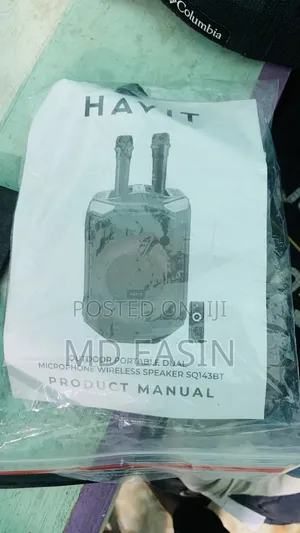 Columbia
HAVIT
POSTED ON JIJI
MD EASIN
OUTDOOR PORTABLE DUAL
MICROPHONE WIRELESS SPEAKER SQ143BT
PRODUCT MANUAL